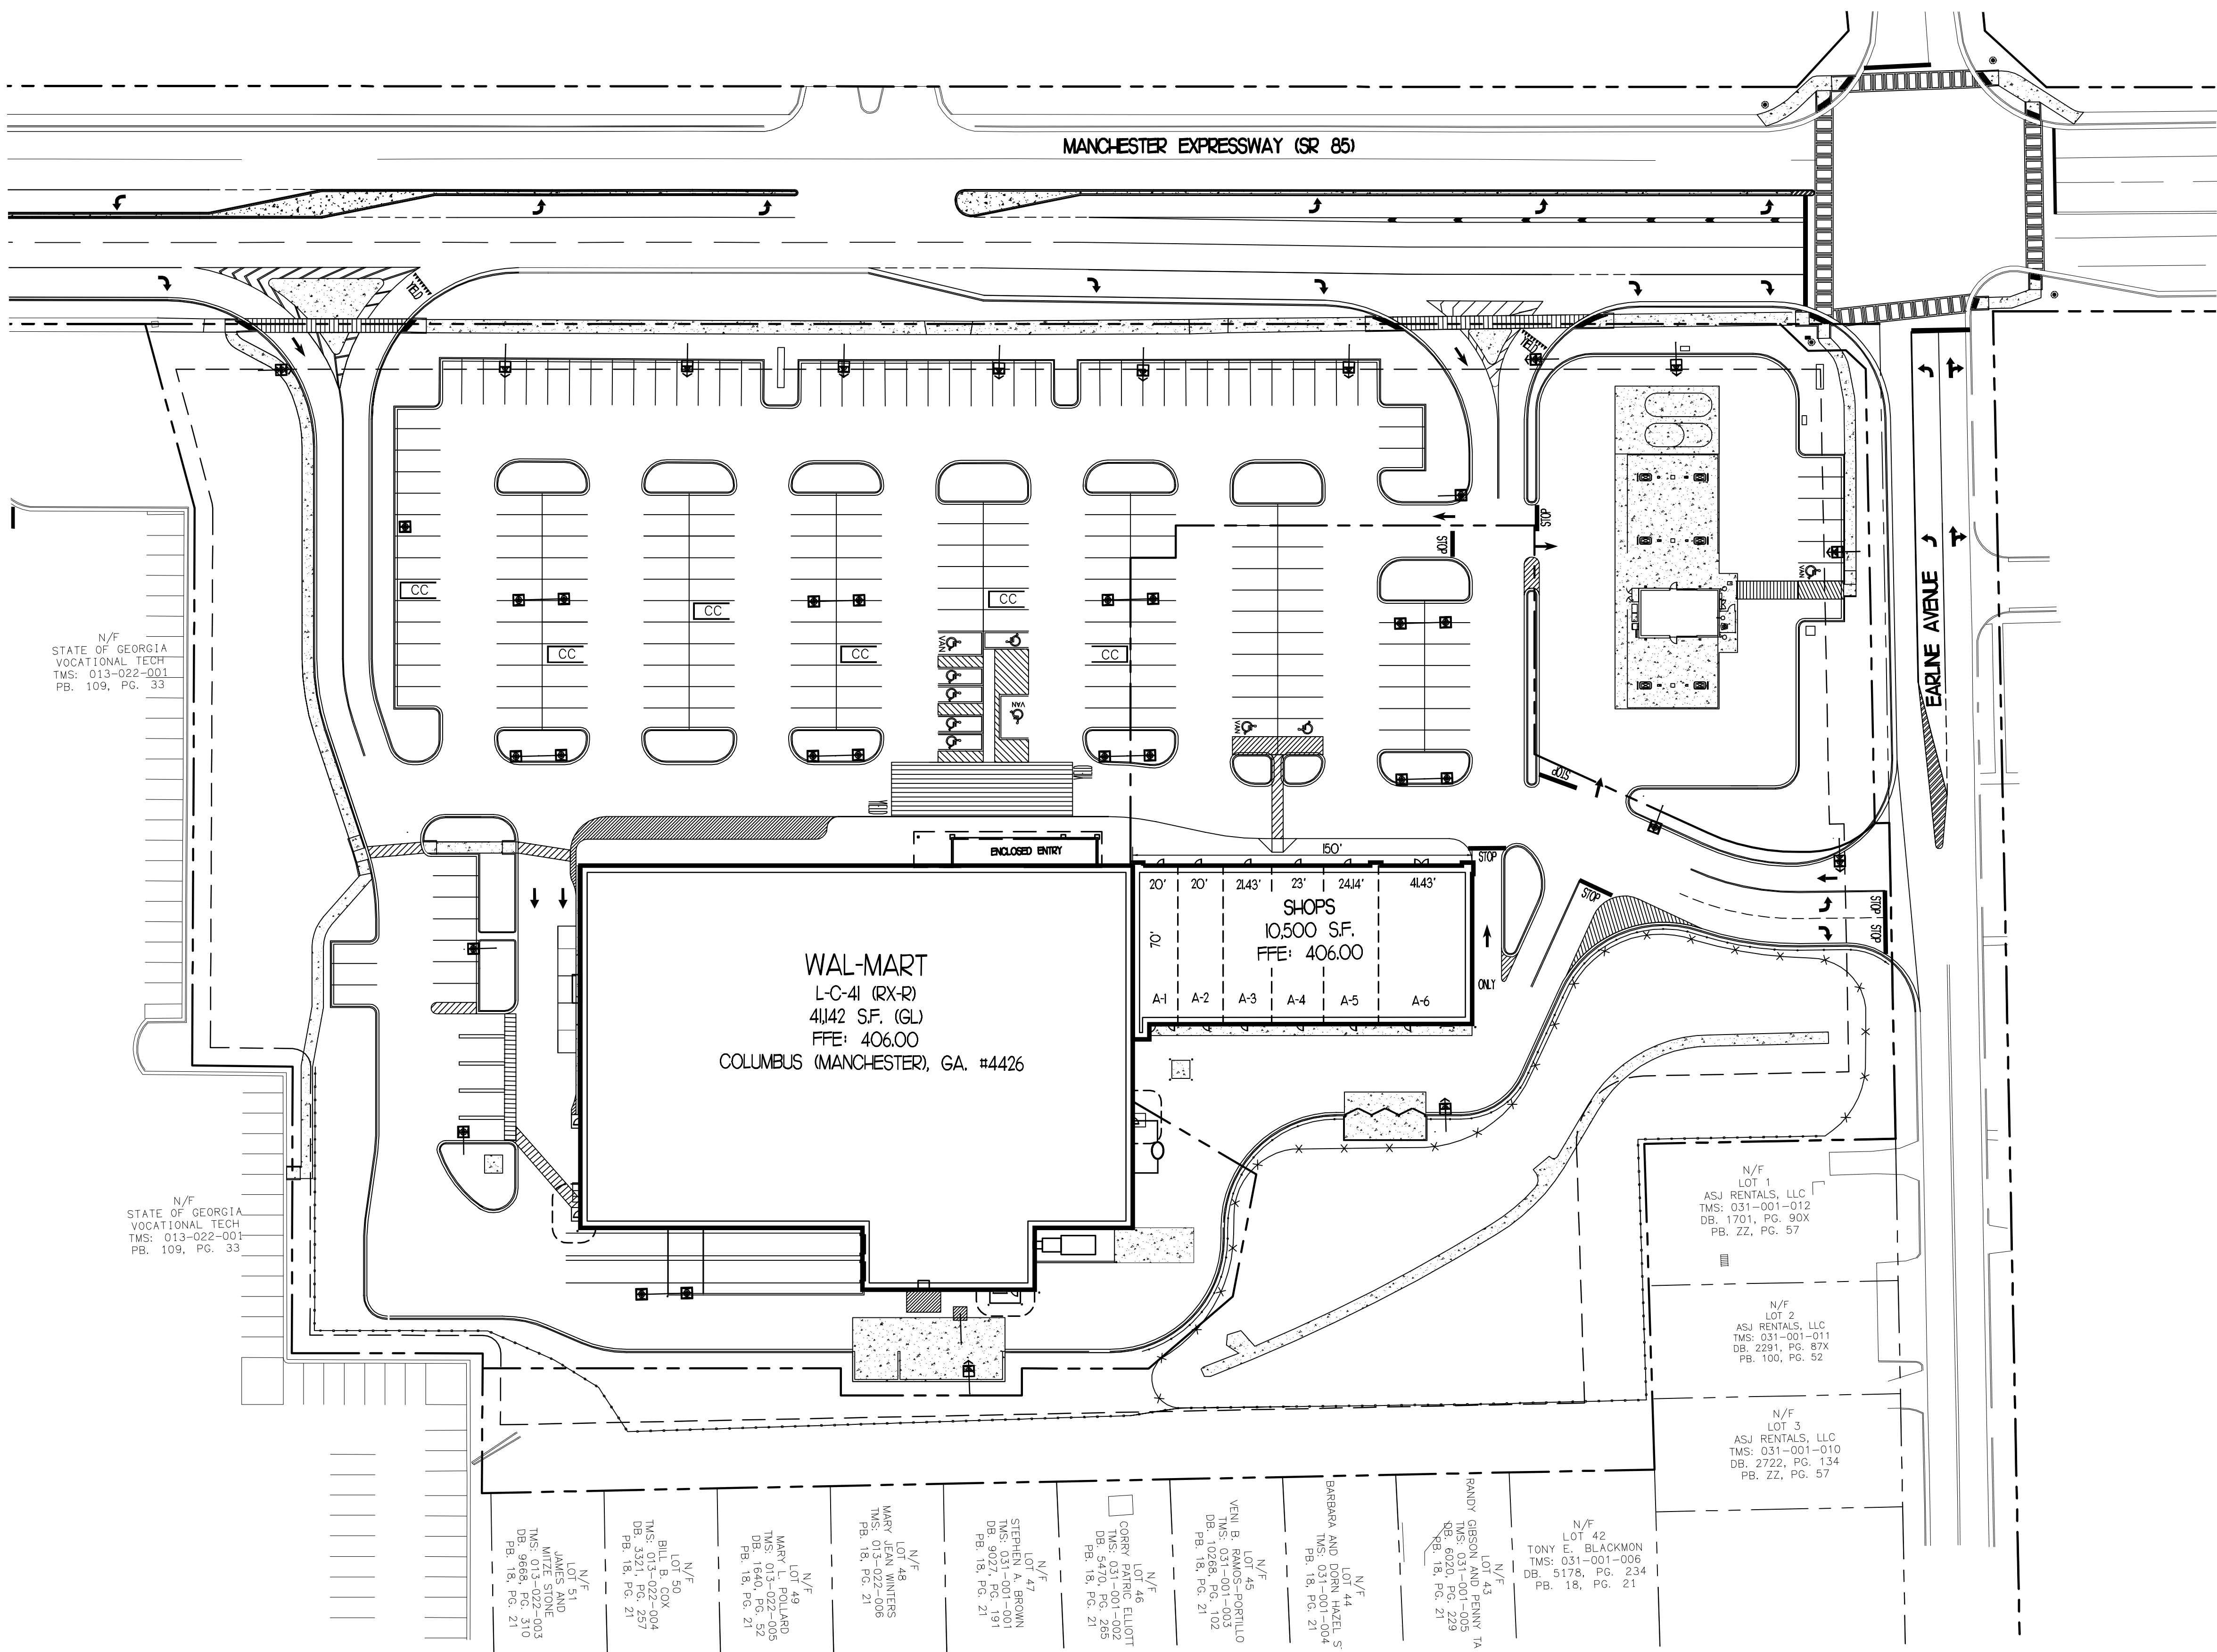 MANCHESTER EXPRESSWAY (SR 85)
YIELD
YIELD
STOP
STOP
CC
CC
CC
CC
CC
CC
VAN
VAN
VAN
VAN
EARLINE AVENUE
N/F
STATE OF GEORGIA
VOCATIONAL TECH
TMS: 013-022-001
PB. 109, PG. 33
STOP
ENCLOSED ENTRY
150'
STOP
20'
20'
21.43'
23'
24.14'
41.43'
SHOPS
10,500 S.F.
FFE: 406.00
70'
A-1
A-2
A-3
A-4
A-5
A-6
ONLY
STOP
STOP
STOP
WAL-MART
L-C-41 (RX-R)
41,142 S.F. (GL)
FFE: 406.00
COLUMBUS (MANCHESTER), GA. #4426
N/F
STATE OF GEORGIA
VOCATIONAL TECH
TMS: 013-022-001
PB. 109, PG. 33
N/F
LOT 1
ASJ RENTALS, LLC
TMS: 031-001-012
DB. 1701, PG. 90X
PB. ZZ, PG. 57
N/F
LOT 2
ASJ RENTALS, LLC
TMS: 031-001-011
DB. 2291, PG. 87X
PB. 100, PG. 52
N/F
LOT 3
ASJ RENTALS, LLC
TMS: 031-001-010
DB. 2722, PG. 134
PB. ZZ, PG. 57
N/F
LOT 51
JAMES AND
MITZE STONE
TMS: 013-022-003
DB. 9668, PG. 310
PB. 18, PG. 21
N/F
LOT 50
BILL B. COX
TMS: 013-022-004
DB. 3321, PG. 257
PB. 18, PG. 21
N/F
LOT 49
MARY L. POLLARD
TMS: 013-022-005
DB. 1640, PG. 52
PB. 18, PG. 21
N/F
LOT 48
MARY JEAN WINTERS
TMS: 013-022-006
PB. 18, PG. 21
N/F
LOT 47
STEPHEN A. BROWN
TMS: 031-001-001
DB. 9027, PG. 191
PB. 18, PG. 21
N/F
LOT 46
CORRY PATRIC ELLIOTT
TMS: 031-001-002
DB. 5470, PG. 265
PB. 18, PG. 21
N/F
LOT 45
VENI B. RAMOS-PORTILLO
TMS: 031-001-003
DB. 10268, PG. 102
PB. 18, PG. 21
N/F
LOT 44
BARBARA AND DORN HAZEL S
TMS: 031-001-004
PB. 18, PG. 21
LOT 43
RANDY GIBSON AND PENNY TA
TMS: 031-001-005
DB. 6020, PG. 229
PB. 18, PG. 21
N/F
LOT 42
TONY E. BLACKMON
TMS: 031-001-006
DB. 5178, PG. 234
PB. 18, PG. 21